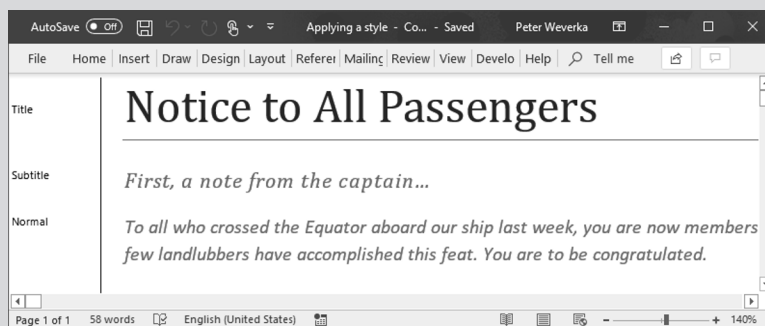 AutoSave Off Applying a style - Co... - Saved Peter Weverka
File Home Insert Draw Design Layout Referer Mailing Review View Develo Help Tell me
Title Notice to All Passengers
Subtitle First, a note from the captain...
Normal To all who crossed the Equator aboard our ship last week, you are now members
few landlubbers have accomplished this feat. You are to be congratulated.
Page 1 of 1 58 words English (United States) 140%